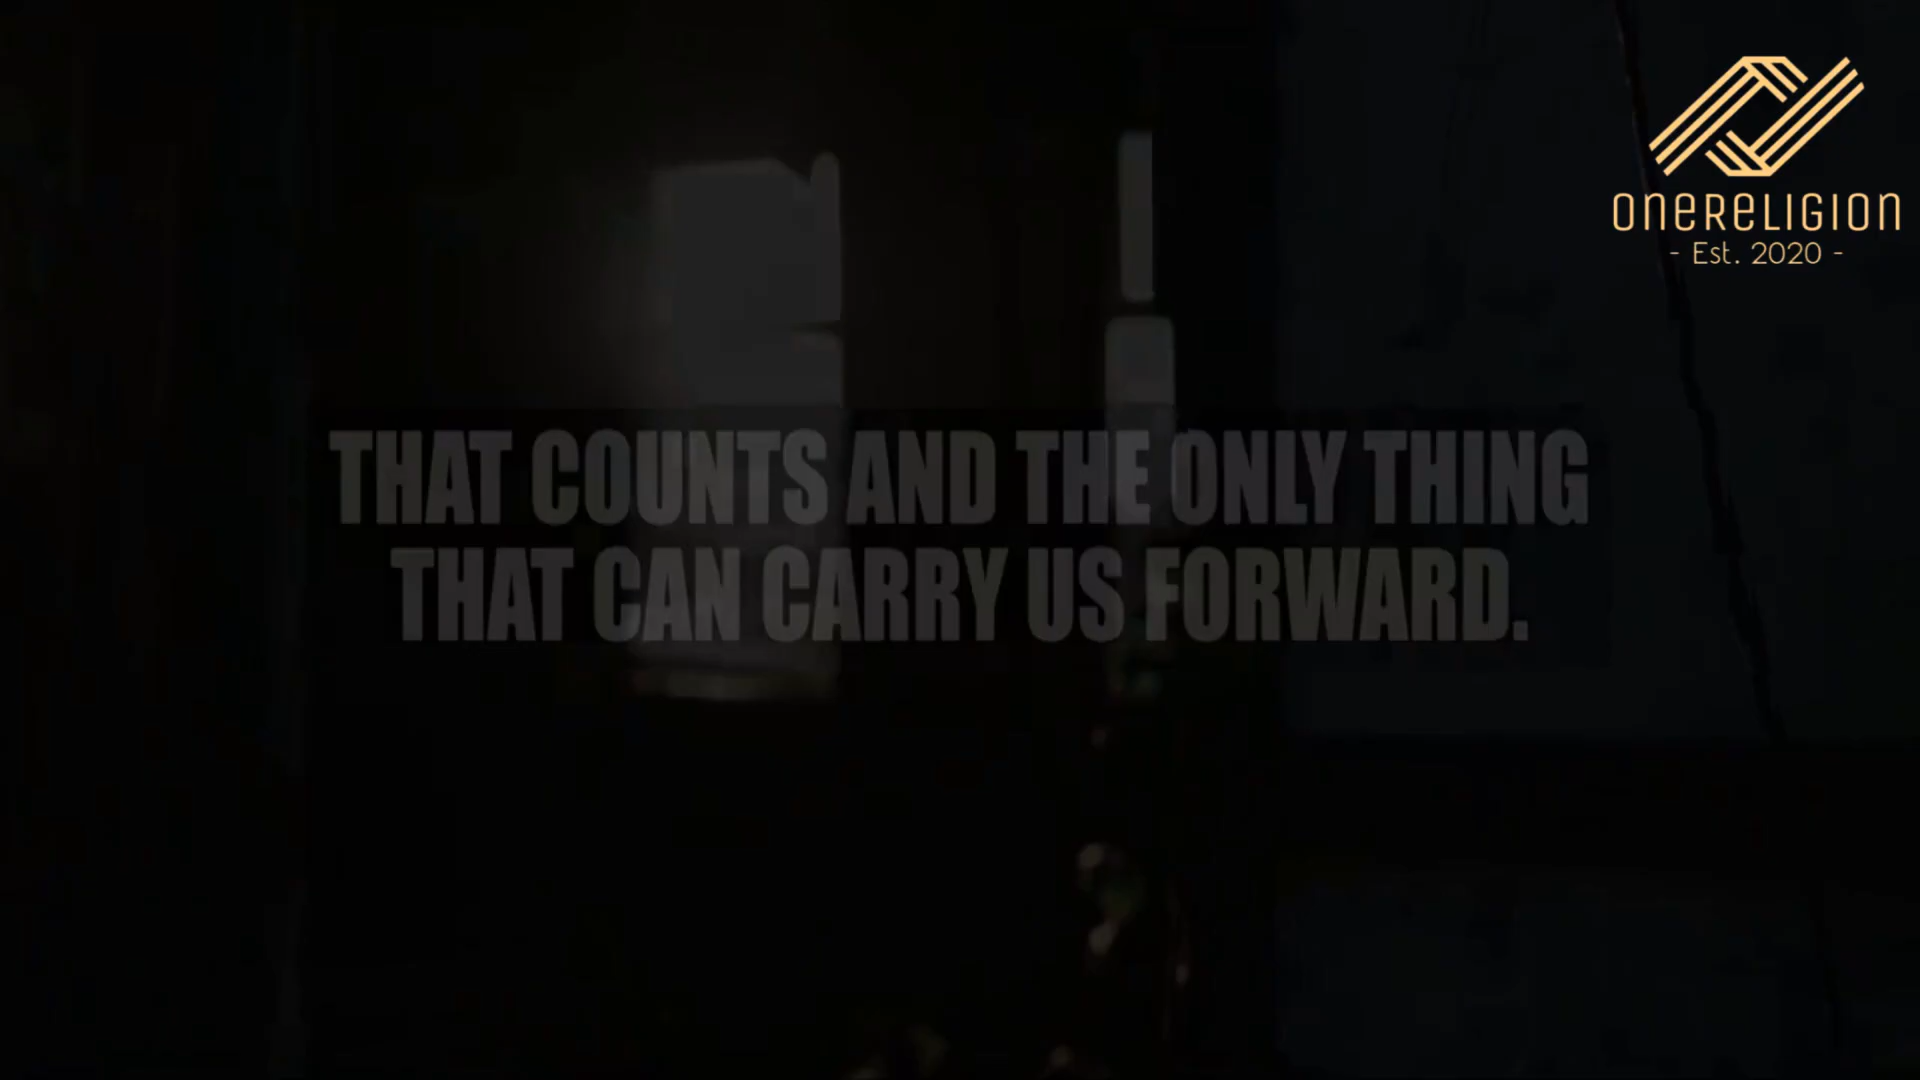 ONERELIGION
- Est. 2020 -
THAT COUNTS AND THE ONLY THING
THAT CAN CARRY US FORWARD.